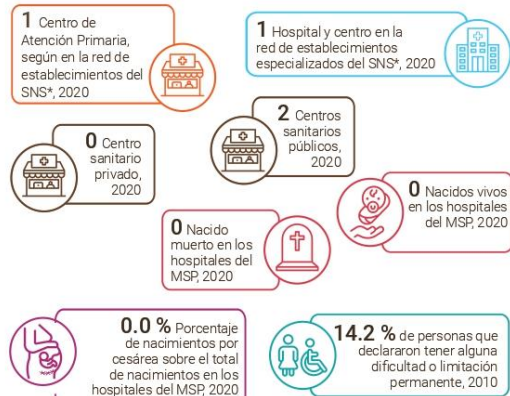 1 Centro de
Atención Primaria,
según en la red de
establecimientos del
SNS*, 2020
1 Hospital y centro en la
red de establecimientos
especializados del SNS*, 2020
0 Centro
sanitario
privado,
2020
2 Centros
sanitarios
públicos,
2020
0 Nacidos vivos
en los hospitales
del MSP, 2020
0 Nacido
muerto en los
hospitales del
MSP, 2020
0.0 % Porcentaje
de nacimientos por
cesárea sobre el total
de nacimientos en los
hospitales del MSP, 2020
14.2 % de personas que
declararon tener alguna
dificultad o limitación
permanente, 2010